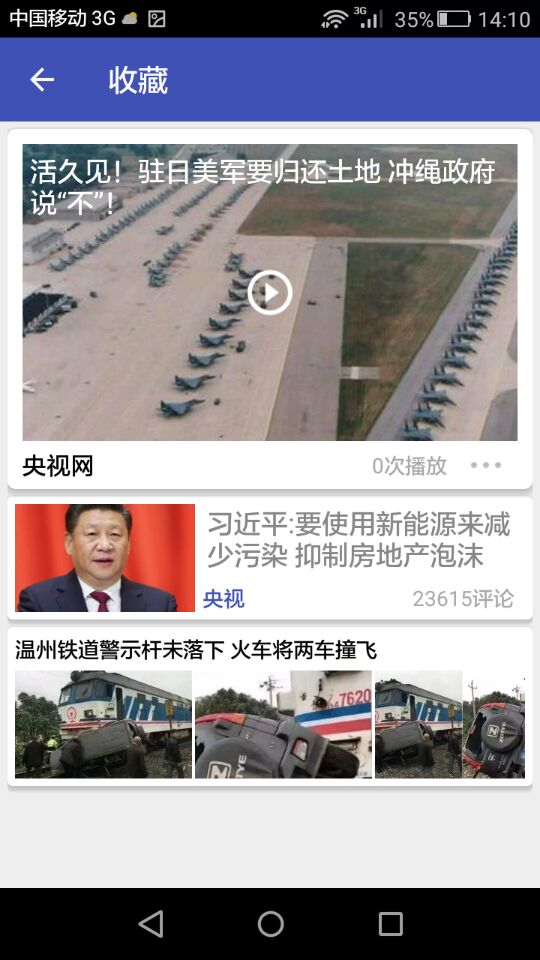 中国移动 3G 3G 35% 14:10
收藏
活久见！驻日美军要归还土地 冲绳政府
说“不”！
央视网 0次播放
习近平:要使用新能源来减
少污染 抑制房地产泡沫
央视 23615评论
温州铁道警示杆未落下 火车将两车撞飞
7620